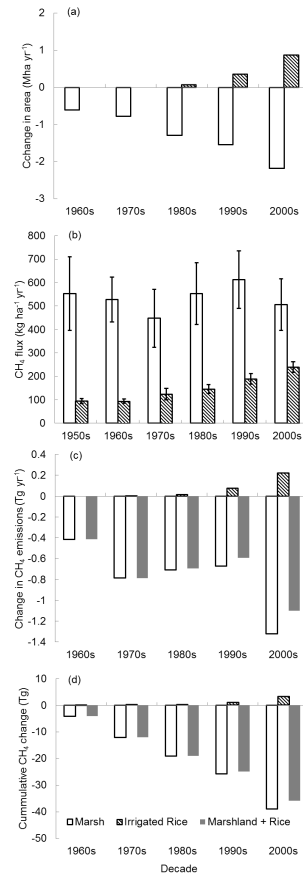 (a)
2
1
0
-1
-2
-3
Cchange in area (Mha yr-1)
1960s 1970s 1980s 1990s 2000s
(b)
800
700
600
500
400
300
200
100
0
CH4 flux (kg ha-1 yr-1)
1950s 1960s 1970s 1980s 1990s 2000s
(c)
0.4
0.2
0
-0.2
-0.4
-0.6
-0.8
-1
-1.2
-1.4
Change in CH4 emissions (Tg yr-1)
1960s 1970s 1980s 1990s 2000s
(d)
10
0
-10
-20
-30
-40
-50
Cummulative CH4 change (Tg)
Marsh Irrigated Rice Marshland + Rice
1960s 1970s 1980s 1990s 2000s
Decade